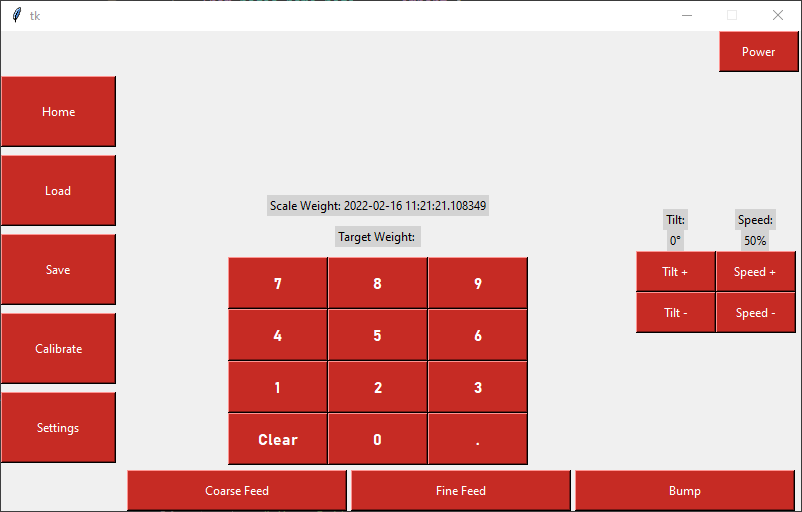 tk
Power
Home
Load
Save
Calibrate
Settings
Scale Weight: 2022-02-16 11:21:21.108349
Target Weight:
7 8 9
4 5 6
1 2 3
Clear 0 .
Tilt: Speed:
0° 50%
Tilt + Speed +
Tilt - Speed -
Coarse Feed Fine Feed Bump